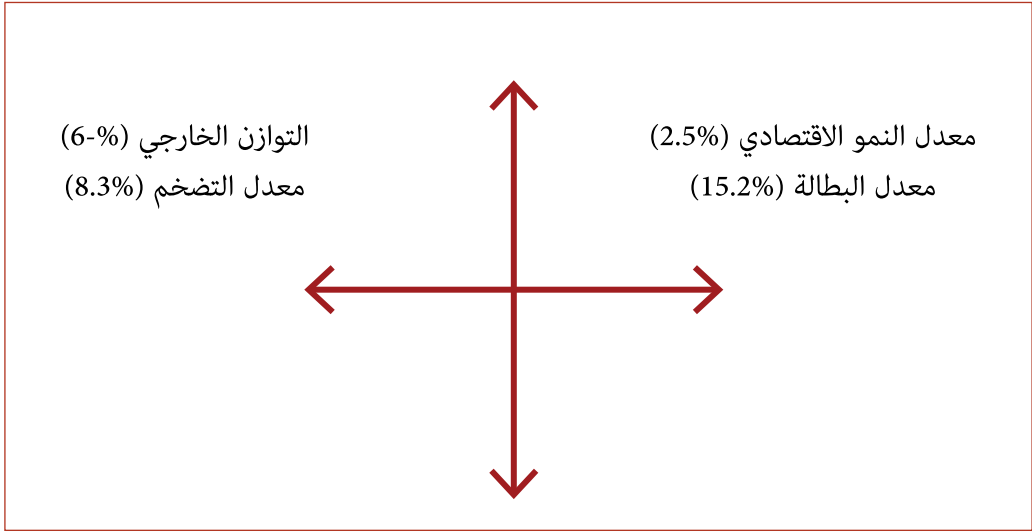 معدل النمو الاقتصادي (2.5%)
معدل البطالة (15.2%)
التوازن الخارجي (6-%)
معدل التضخم (8.3%)